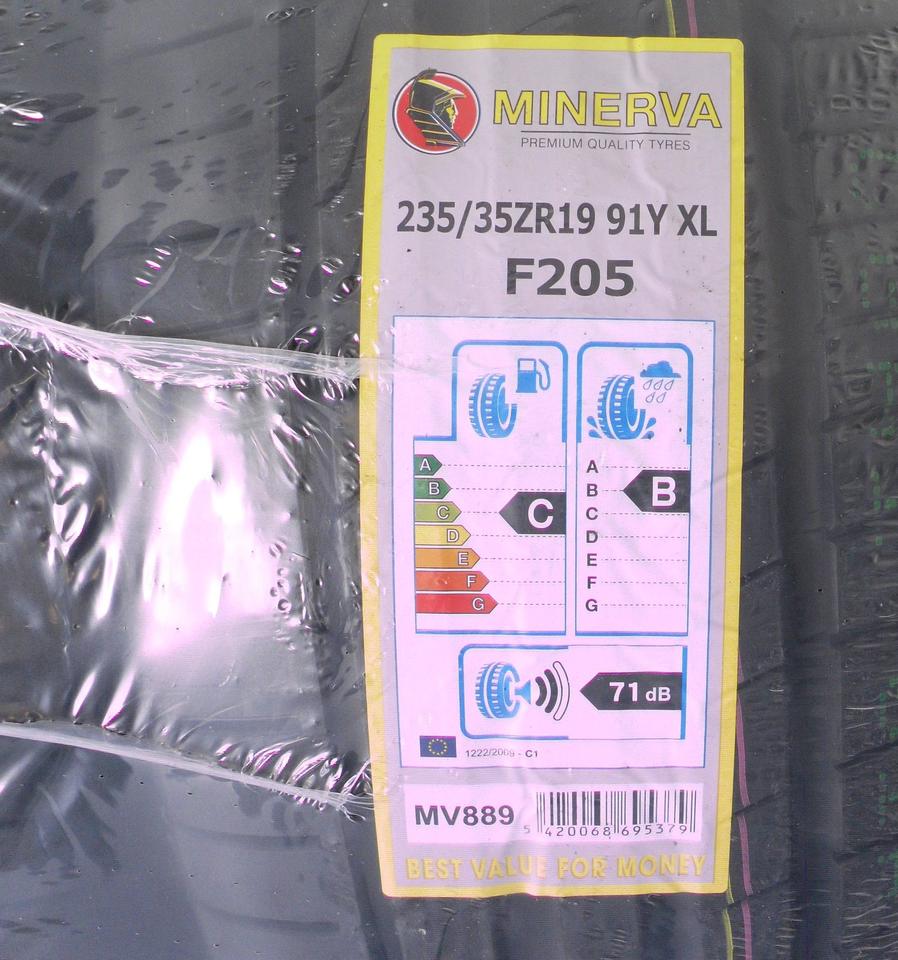 MINERVA
PREMIUM QUALITY TYRES
235/35ZR19 91Y XL
F205
A
B
C
D
E
F
G
C
A
B
C
D
E
F
G
B
71 dB
1222/2009 - C1
MV889
5 420068 695379
BEST VALUE FOR MONEY